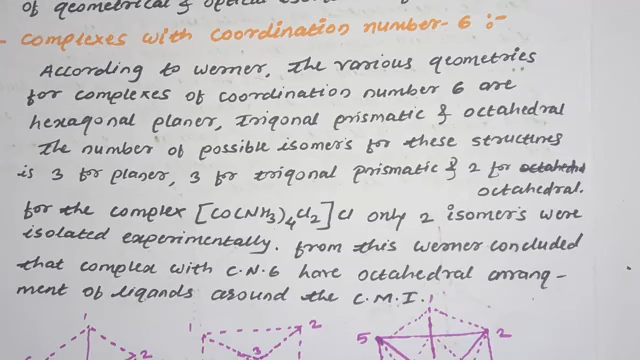 of geometrical & optical
- Complexes with coordination number- 6 :-
According to Werner, the various geometries
for complexes of coordination number 6 are
hexagonal planer, trigonal prismatic & octahedral
The number of possible isomers for these structures
is 3 for planer, 3 for trigonal prismatic & 2 for octahedral
octahedral.
for the complex [CO(NH3)4Cl2]Cl only 2 isomers were
isolated experimentally. from this Werner concluded
that complex with C.N.6 have octahedral arrang-
ment of ligands around the C.M.I.
1 1 1
2 2 5 2
3